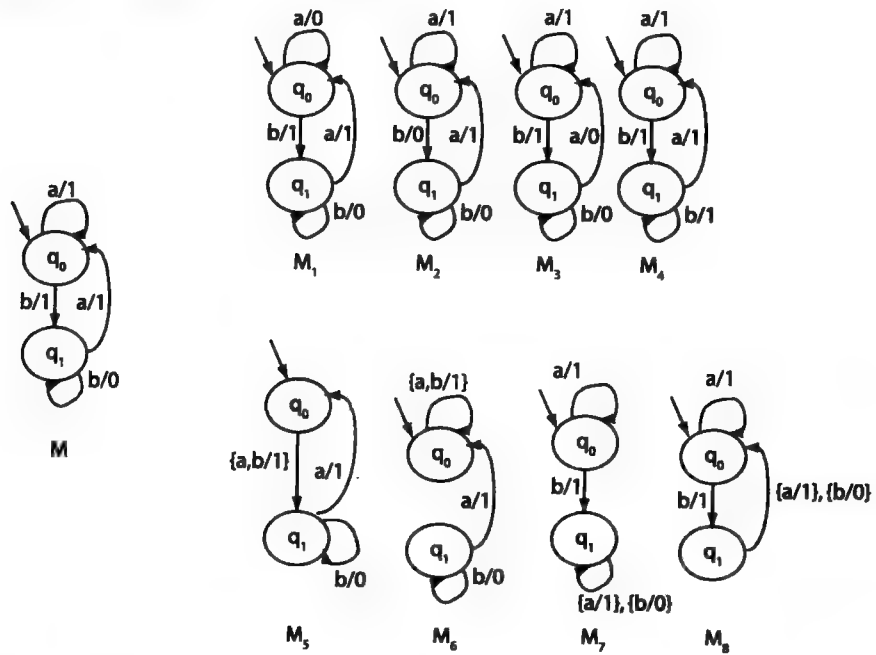 a/0 a/1 a/1 a/1
q₀ q₀ q₀ q₀
b/1 a/1 b/0 a/1 b/1 a/0 b/1 a/1
q₁ q₁ q₁ q₁
b/0 b/0 b/0 b/1
M₁ M₂ M₃ M₄
a/1
q₀
b/1 a/1
q₁
b/0
M
{a,b/1} a/1 a/1
q₀ q₀ q₀ q₀
{a,b/1} a/1 a/1 b/1 b/1 {a/1},{b/0}
q₁ q₁ q₁ q₁
b/0 b/0 {a/1},{b/0}
M₅ M₆ M₇ M₈